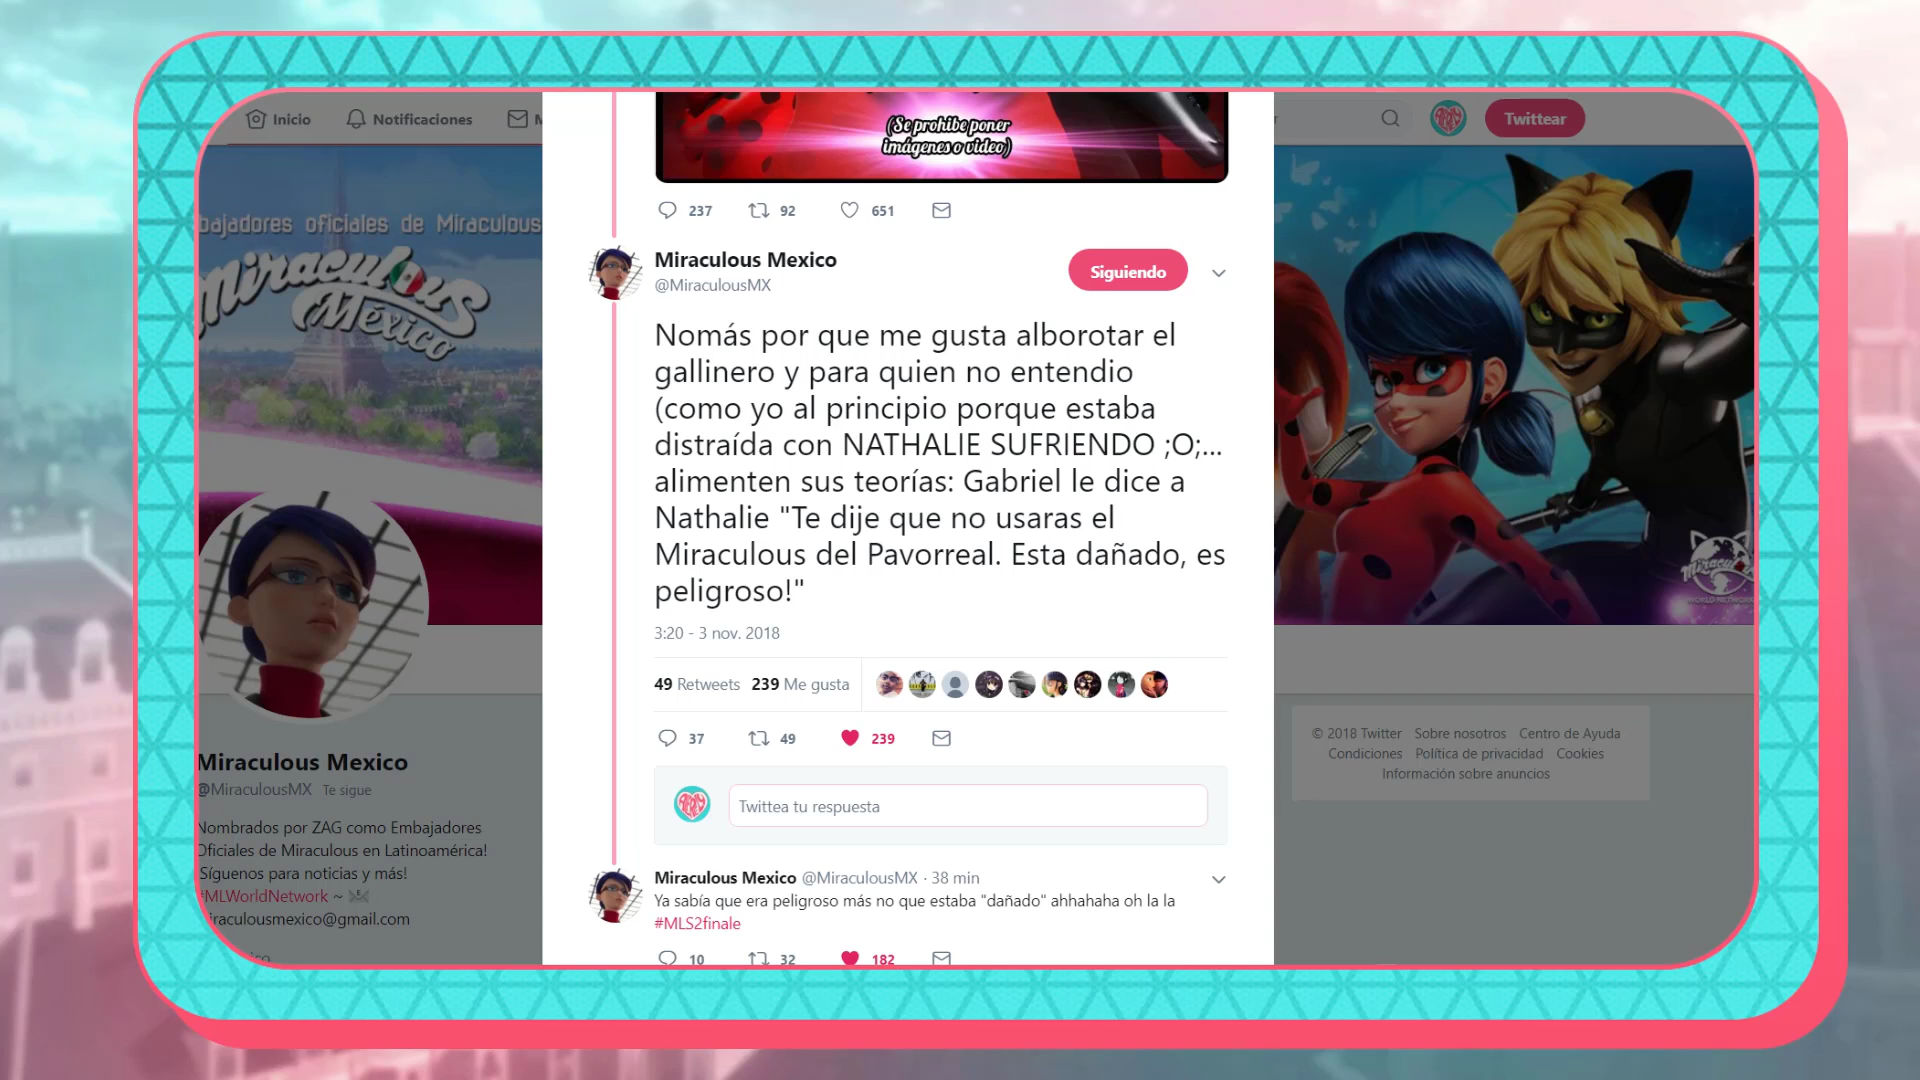 Inicio
Notificaciones
Twittear
(Se prohibe poner
imágenes o video)
237 92 651
bajadores oficiales de Miraculous
Miraculous
México
Miraculous Mexico
@MiraculousMX
Siguiendo
Nomás por que me gusta alborotar el
gallinero y para quien no entendio
(como yo al principio porque estaba
distraída con NATHALIE SUFRIENDO ;O;...
alimenten sus teorías: Gabriel le dice a
Nathalie "Te dije que no usaras el
Miraculous del Pavorreal. Esta dañado, es
peligroso!"
3:20 - 3 nov. 2018
49 Retweets 239 Me gusta
37 49 239
Twittea tu respuesta
Miraculous Mexico @MiraculousMX · 38 min
Ya sabía que era peligroso más no que estaba "dañado" ahhahaha oh la la
#MLS2finale
10 32 182
Miraculous Mexico
@MiraculousMX Te sigue
Nombrados por ZAG como Embajadores
Oficiales de Miraculous en Latinoamérica!
Síguenos para noticias y más!
#MLWorldNetwork ~
iraculousmexico@gmail.com
Miraculous
WORLD NETWORK
© 2018 Twitter Sobre nosotros Centro de Ayuda
Condiciones Política de privacidad Cookies
Información sobre anuncios